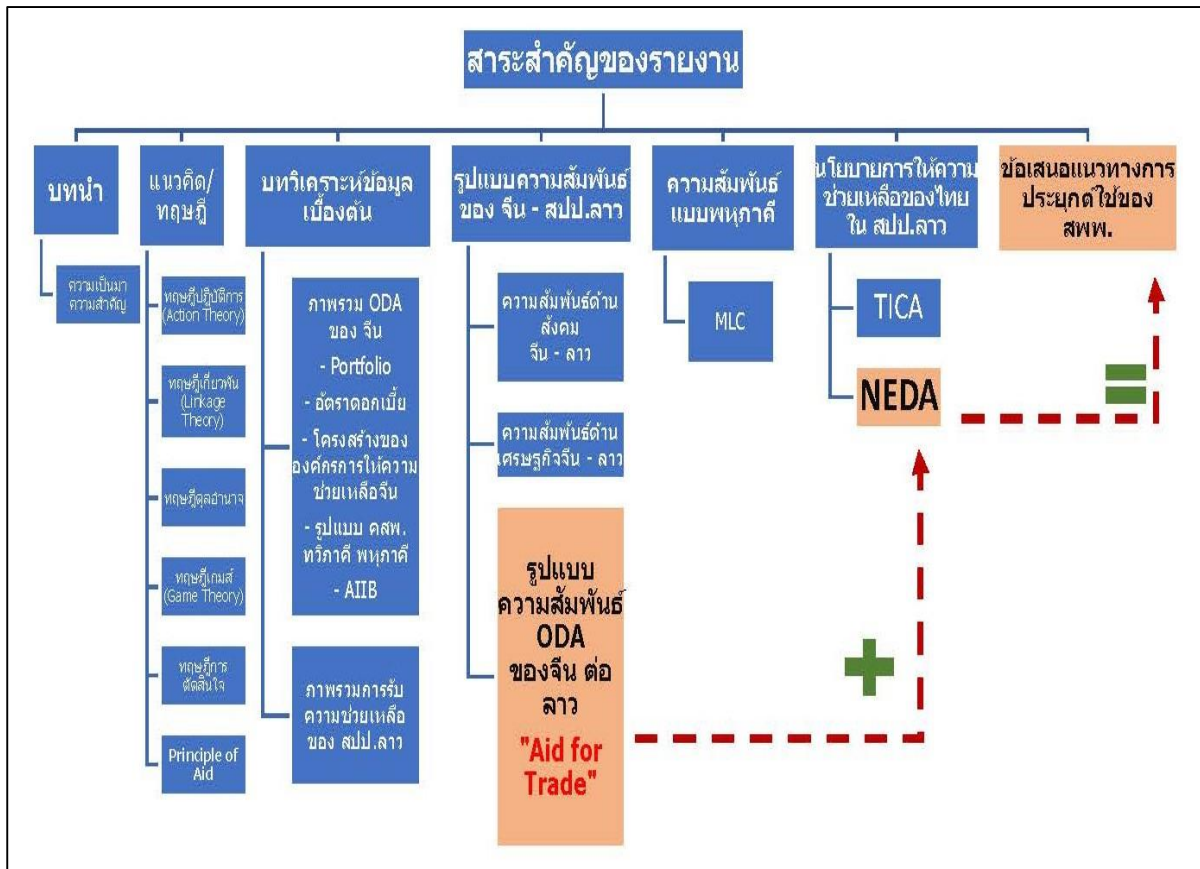 สาระสำคัญของรายงาน
บทนำ
ความเป็นมา
ความสำคัญ
แนวคิด/
ทฤษฎี
ทฤษฎีปฏิบัติการ
(Action Theory)
ทฤษฎีเกี่ยวพัน
(Linkage
Theory)
ทฤษฎีดุลอำนาจ
ทฤษฎีเกมส์
(Game Theory)
ทฤษฎีการ
ตัดสินใจ
Principle of
Aid
บทวิเคราะห์ข้อมูล
เบื้องต้น
ภาพรวม ODA
ของ จีน
- Portfolio
- อัตราดอกเบี้ย
- โครงสร้างของ
องค์กรการให้ความ
ช่วยเหลือจีน
- รูปแบบ คสพ.
ทวิภาคี พหุภาคี
- AIIB
ภาพรวมการรับ
ความช่วยเหลือ
ของ สปป.ลาว
รูปแบบความสัมพันธ์
ของ จีน - สปป.ลาว
ความสัมพันธ์ด้าน
สังคม
จีน - ลาว
ความสัมพันธ์ด้าน
เศรษฐกิจจีน - ลาว
รูปแบบ
ความสัมพันธ์
ODA
ของจีน ต่อ
ลาว
"Aid for
Trade"
ความสัมพันธ์
แบบพหุภาคี
MLC
นโยบายการให้ความ
ช่วยเหลือของไทย
ใน สปป.ลาว
TICA
NEDA
ข้อเสนอแนวทางการ
ประยุกต์ใช้ของ
สพพ.